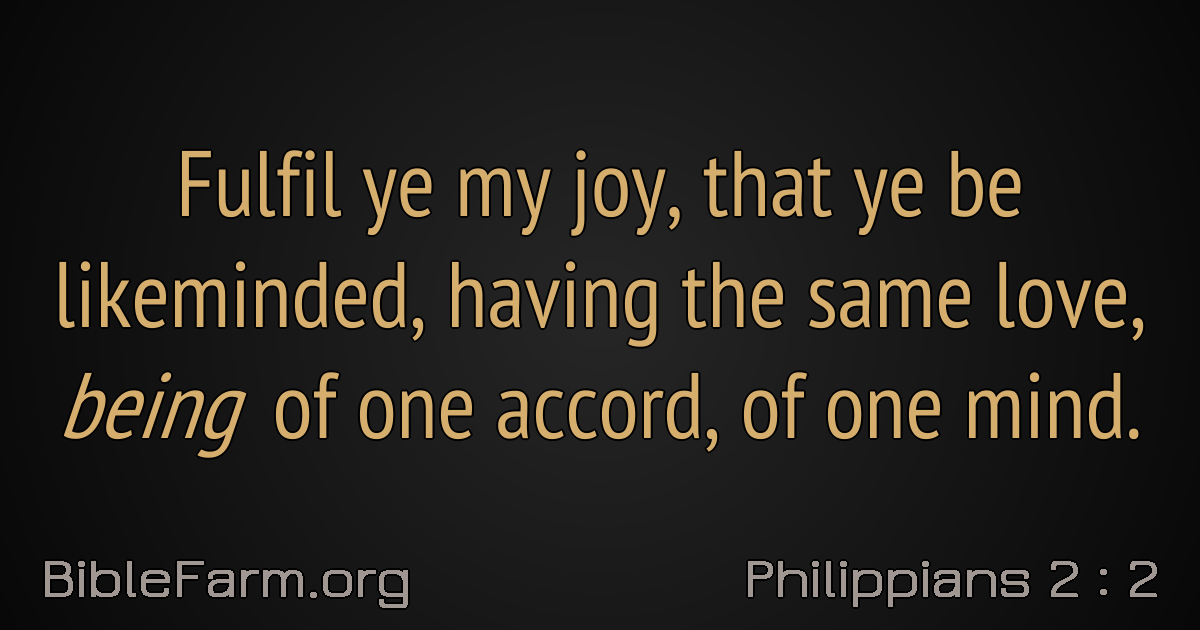 Fulfil ye my joy, that ye be
likeminded, having the same love,
being of one accord, of one mind.
BibleFarm.org
Philippians 2 : 2